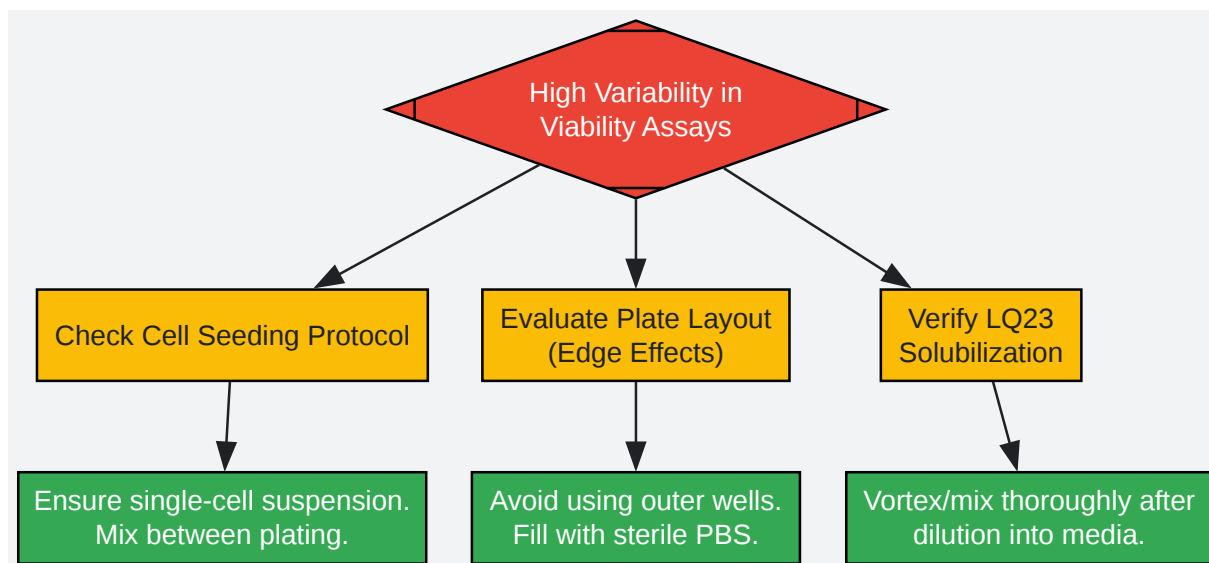 High Variability in
Viability Assays
Check Cell Seeding Protocol
Evaluate Plate Layout
(Edge Effects)
Verify LQ23
Solubilization
Ensure single-cell suspension.
Mix between plating.
Avoid using outer wells.
Fill with sterile PBS.
Vortex/mix thoroughly after
dilution into media.